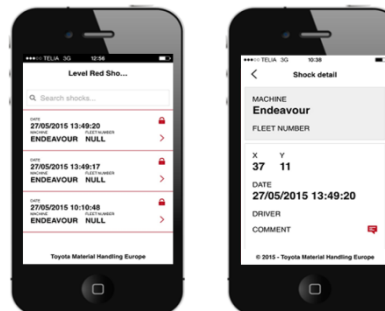 TELIA 3G 12:56
Level Red Sho...
Search shocks...
DATE
27/05/2015 13:49:20
MACHINE FLEETNUMBER
ENDEAVOUR NULL
DATE
27/05/2015 13:49:17
MACHINE FLEETNUMBER
ENDEAVOUR NULL
DATE
27/05/2015 10:10:48
MACHINE FLEETNUMBER
ENDEAVOUR NULL
Toyota Material Handling Europe
TELIA 3G 10:39
Shock detail
MACHINE
Endeavour
FLEET NUMBER
X Y
37 11
DATE
27/05/2015 13:49:20
DRIVER
COMMENT
© 2015 - Toyota Material Handling Europe